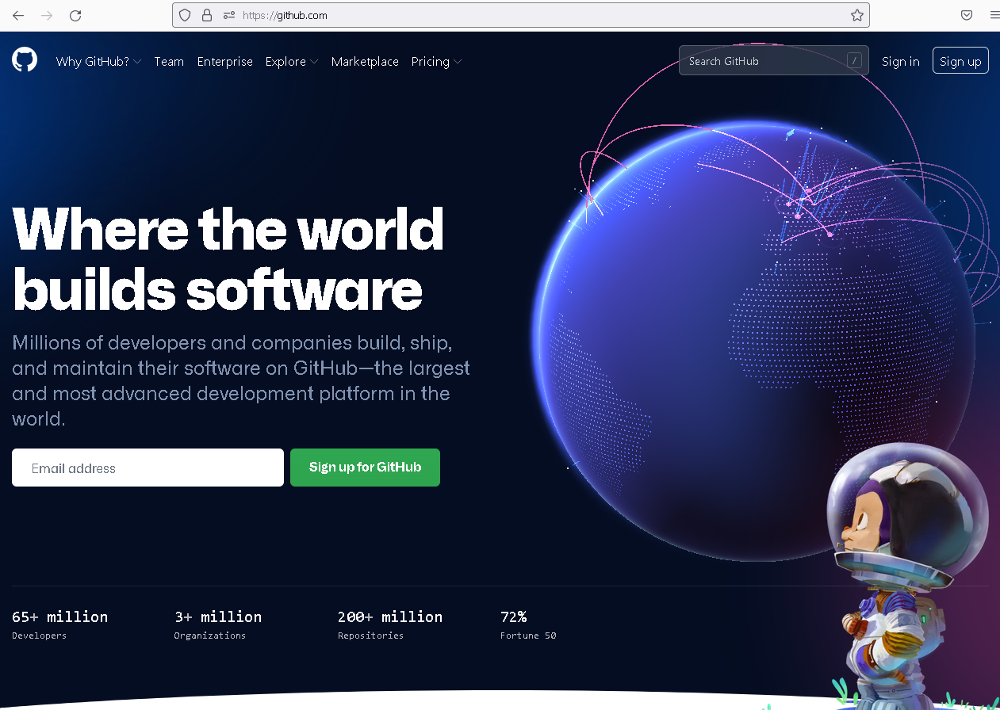 https://github.com
Why GitHub? Team Enterprise Explore Marketplace Pricing
Search GitHub /
Sign in
Sign up
Where the world
builds software
Millions of developers and companies build, ship,
and maintain their software on GitHub—the largest
and most advanced development platform in the
world.
Email address
Sign up for GitHub
65+ million
Developers
3+ million
Organizations
200+ million
Repositories
72%
Fortune 50